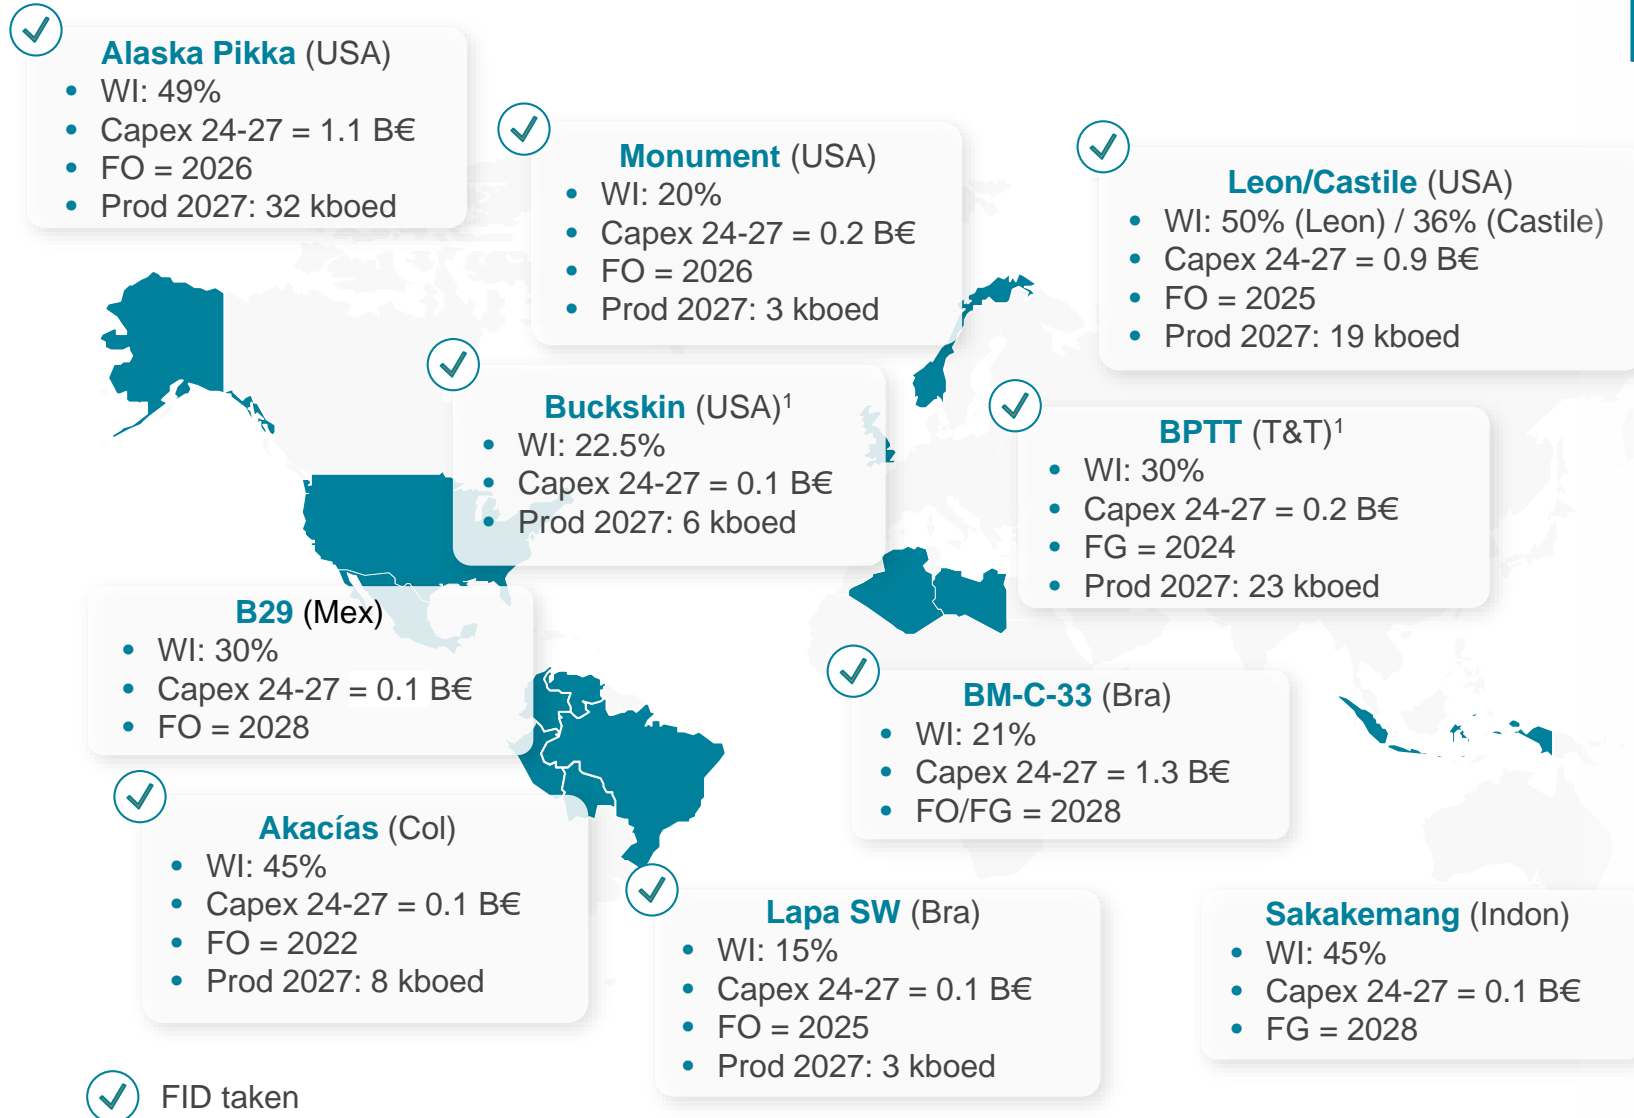 Alaska Pikka (USA)
• WI: 49%
• Capex 24-27 = 1.1 B€
• FO = 2026
• Prod 2027: 32 kboed
Monument (USA)
• WI: 20%
• Capex 24-27 = 0.2 B€
• FO = 2026
• Prod 2027: 3 kboed
Leon/Castile (USA)
• WI: 50% (Leon) / 36% (Castile)
• Capex 24-27 = 0.9 B€
• FO = 2025
• Prod 2027: 19 kboed
Buckskin (USA)¹
• WI: 22.5%
• Capex 24-27 = 0.1 B€
• Prod 2027: 6 kboed
BPTT (T&T)¹
• WI: 30%
• Capex 24-27 = 0.2 B€
• FG = 2024
• Prod 2027: 23 kboed
B29 (Mex)
• WI: 30%
• Capex 24-27 = 0.1 B€
• FO = 2028
BM-C-33 (Bra)
• WI: 21%
• Capex 24-27 = 1.3 B€
• FO/FG = 2028
Akacías (Col)
• WI: 45%
• Capex 24-27 = 0.1 B€
• FO = 2022
• Prod 2027: 8 kboed
Lapa SW (Bra)
• WI: 15%
• Capex 24-27 = 0.1 B€
• FO = 2025
• Prod 2027: 3 kboed
Sakakemang (Indon)
• WI: 45%
• Capex 24-27 = 0.1 B€
• FG = 2028
FID taken